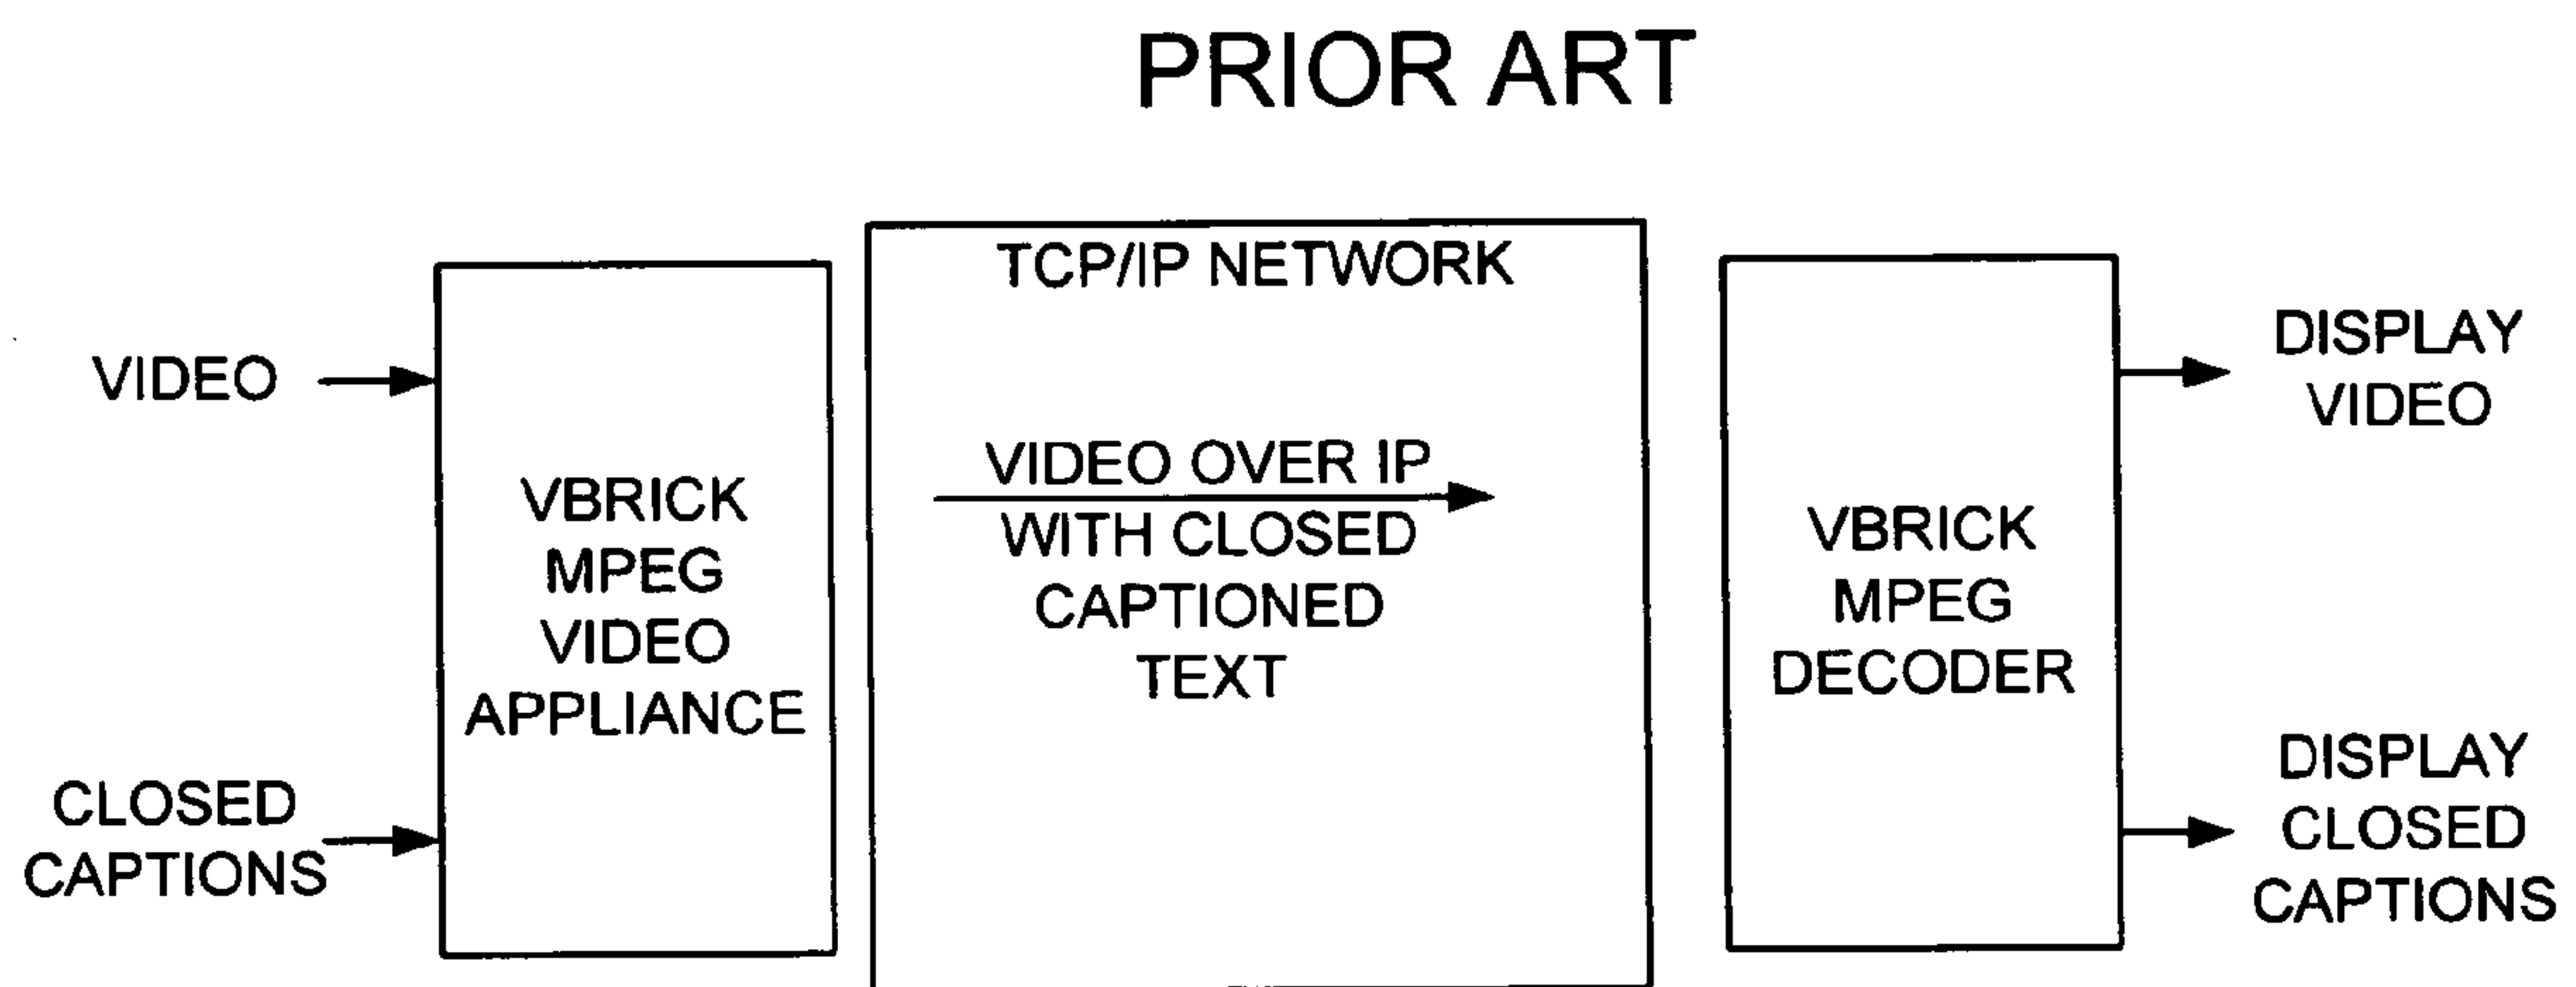 PRIOR ART
VIDEO
CLOSED
CAPTIONS
VBRICK
MPEG
VIDEO
APPLIANCE
TCP/IP NETWORK
VIDEO OVER IP
WITH CLOSED
CAPTIONED
TEXT
VBRICK
MPEG
DECODER
DISPLAY
VIDEO
DISPLAY
CLOSED
CAPTIONS